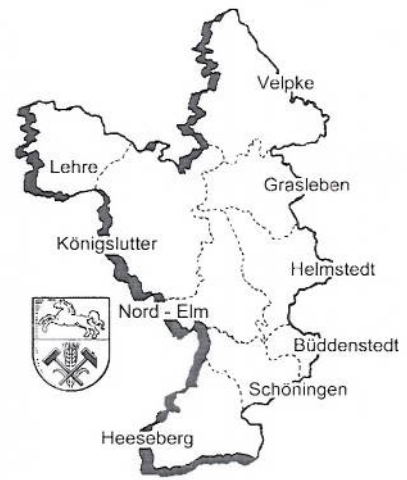 Velpke
Lehre
Grasleben
Königslutter
Helmstedt
Nord - Elm
Büddenstedt
Schöningen
Heeseberg